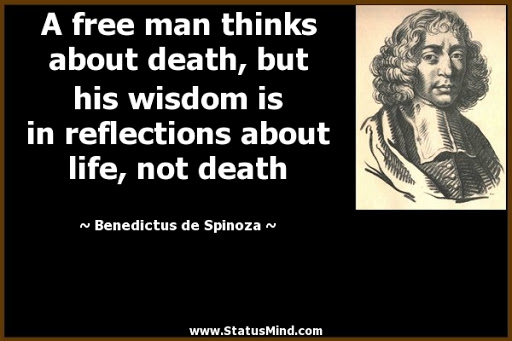 A free man thinks
about death, but
his wisdom is
in reflections about
life, not death
~ Benedictus de Spinoza ~
www.StatusMind.com